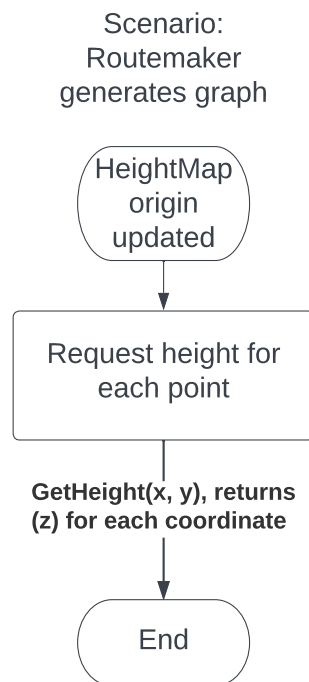 Scenario:
Routemaker
generates graph
HeightMap
origin
updated
Request height for
each point
GetHeight(x, y), returns
(z) for each coordinate
End